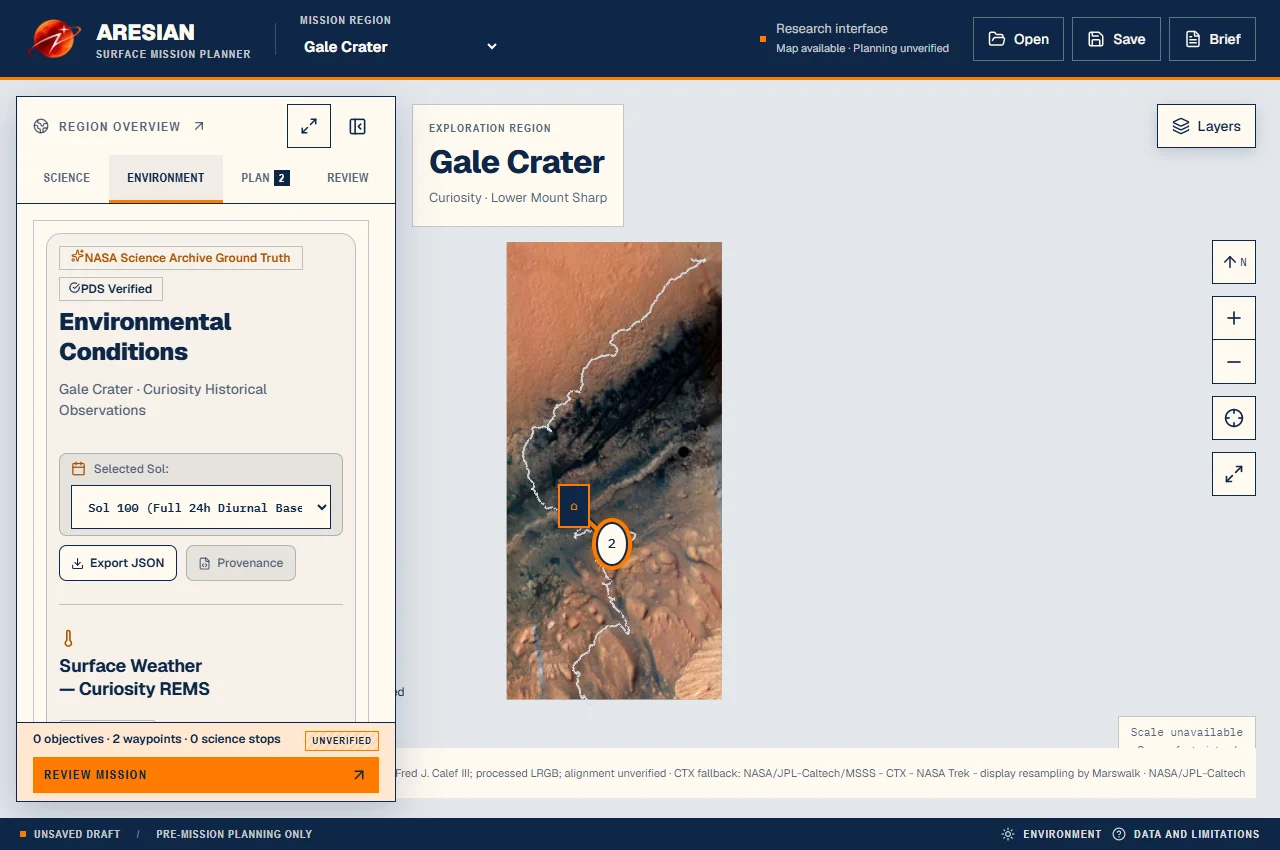 ARESIAN
SURFACE MISSION PLANNER
MISSION REGION
Gale Crater
Research interface
Map available · Planning unverified
Open
Save
Brief
REGION OVERVIEW
SCIENCE
ENVIRONMENT
PLAN 2
REVIEW
NASA Science Archive Ground Truth
PDS Verified
Environmental
Conditions
Gale Crater · Curiosity Historical
Observations
Selected Sol:
Sol 100 (Full 24h Diurnal Base
Export JSON
Provenance
Surface Weather
— Curiosity REMS
0 objectives · 2 waypoints · 0 science stops
UNVERIFIED
REVIEW MISSION
EXPLORATION REGION
Gale Crater
Curiosity · Lower Mount Sharp
Layers
N
2
Scale unavailable
Fred J. Calef III; processed LRGB; alignment unverified · CTX fallback: NASA/JPL-Caltech/MSSS - CTX - NASA Trek - display resampling by Marswalk · NASA/JPL-Caltech
UNSAVED DRAFT / PRE-MISSION PLANNING ONLY
ENVIRONMENT
DATA AND LIMITATIONS